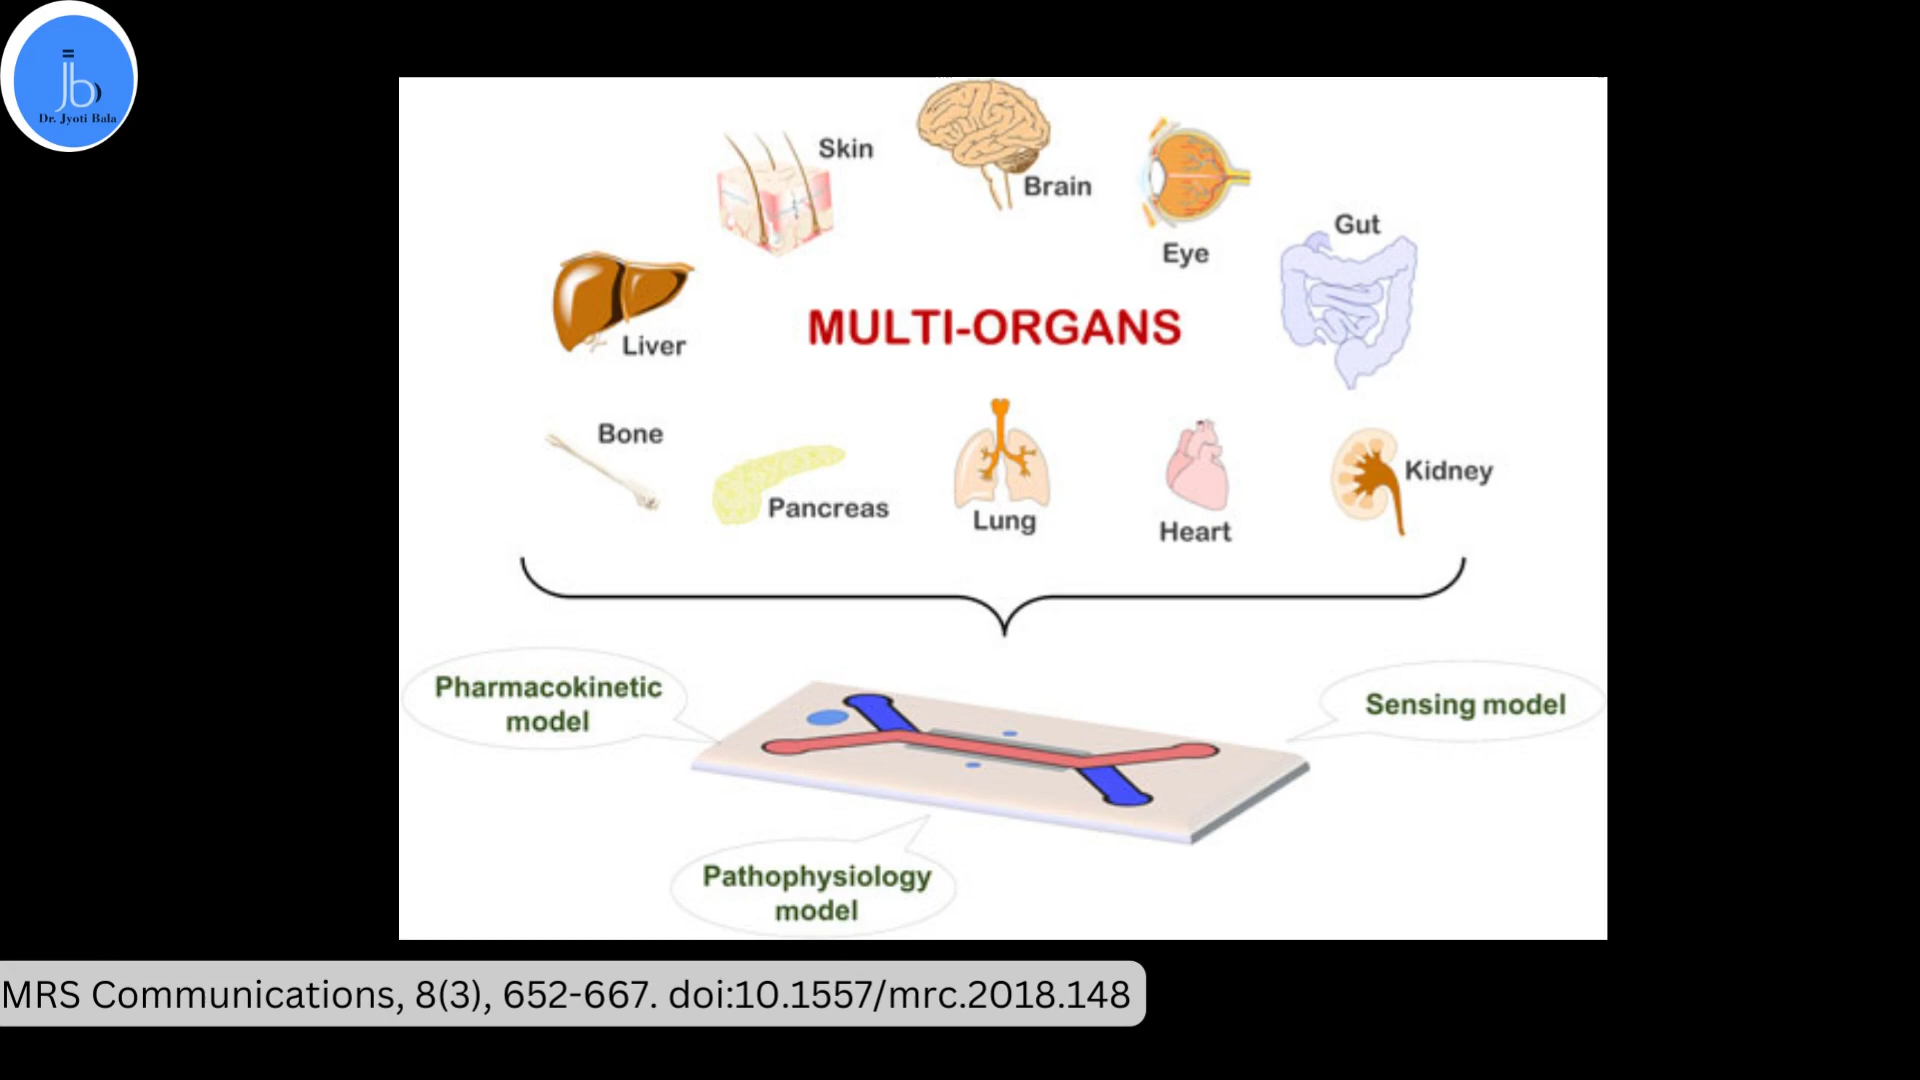 jb
Dr. Jyoti Bala
Skin
Brain
Eye
Gut
Liver
MULTI-ORGANS
Bone
Pancreas
Lung
Heart
Kidney
Pharmacokinetic
model
Sensing model
Pathophysiology
model
MRS Communications, 8(3), 652-667. doi:10.1557/mrc.2018.148